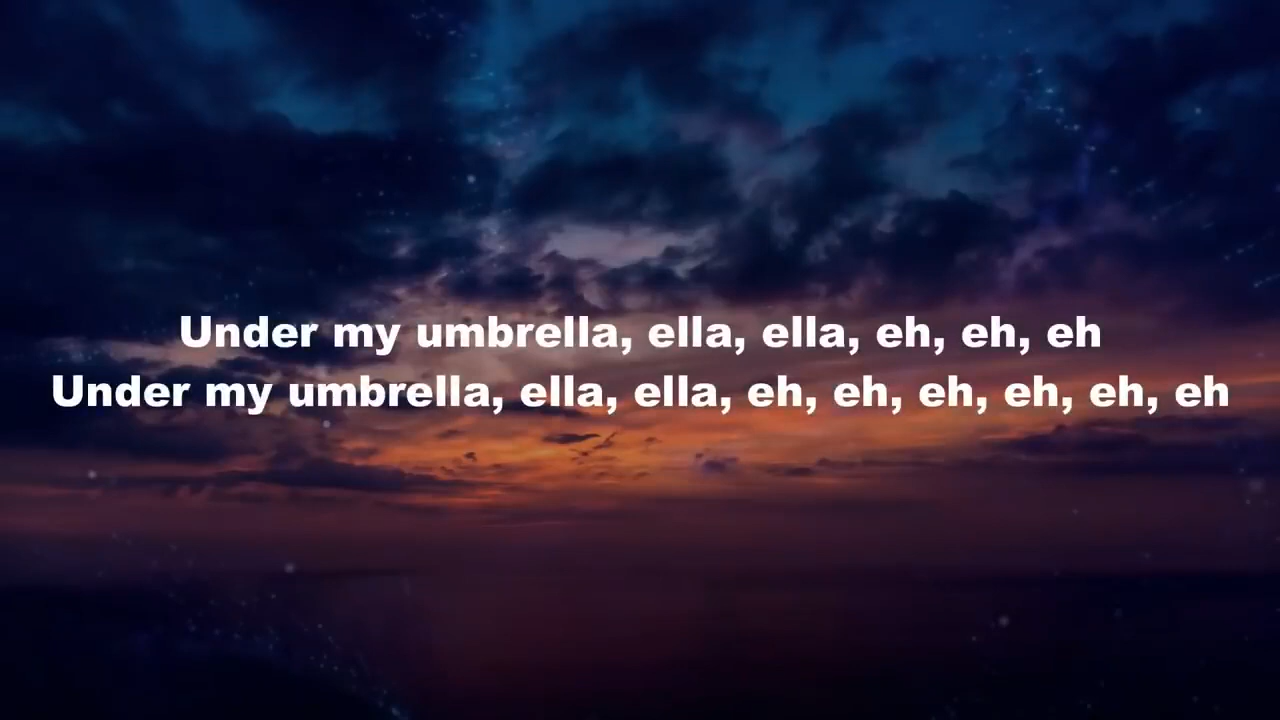 Under my umbrella, ella, ella, eh, eh, eh
Under my umbrella, ella, ella, eh, eh, eh, eh, eh, eh